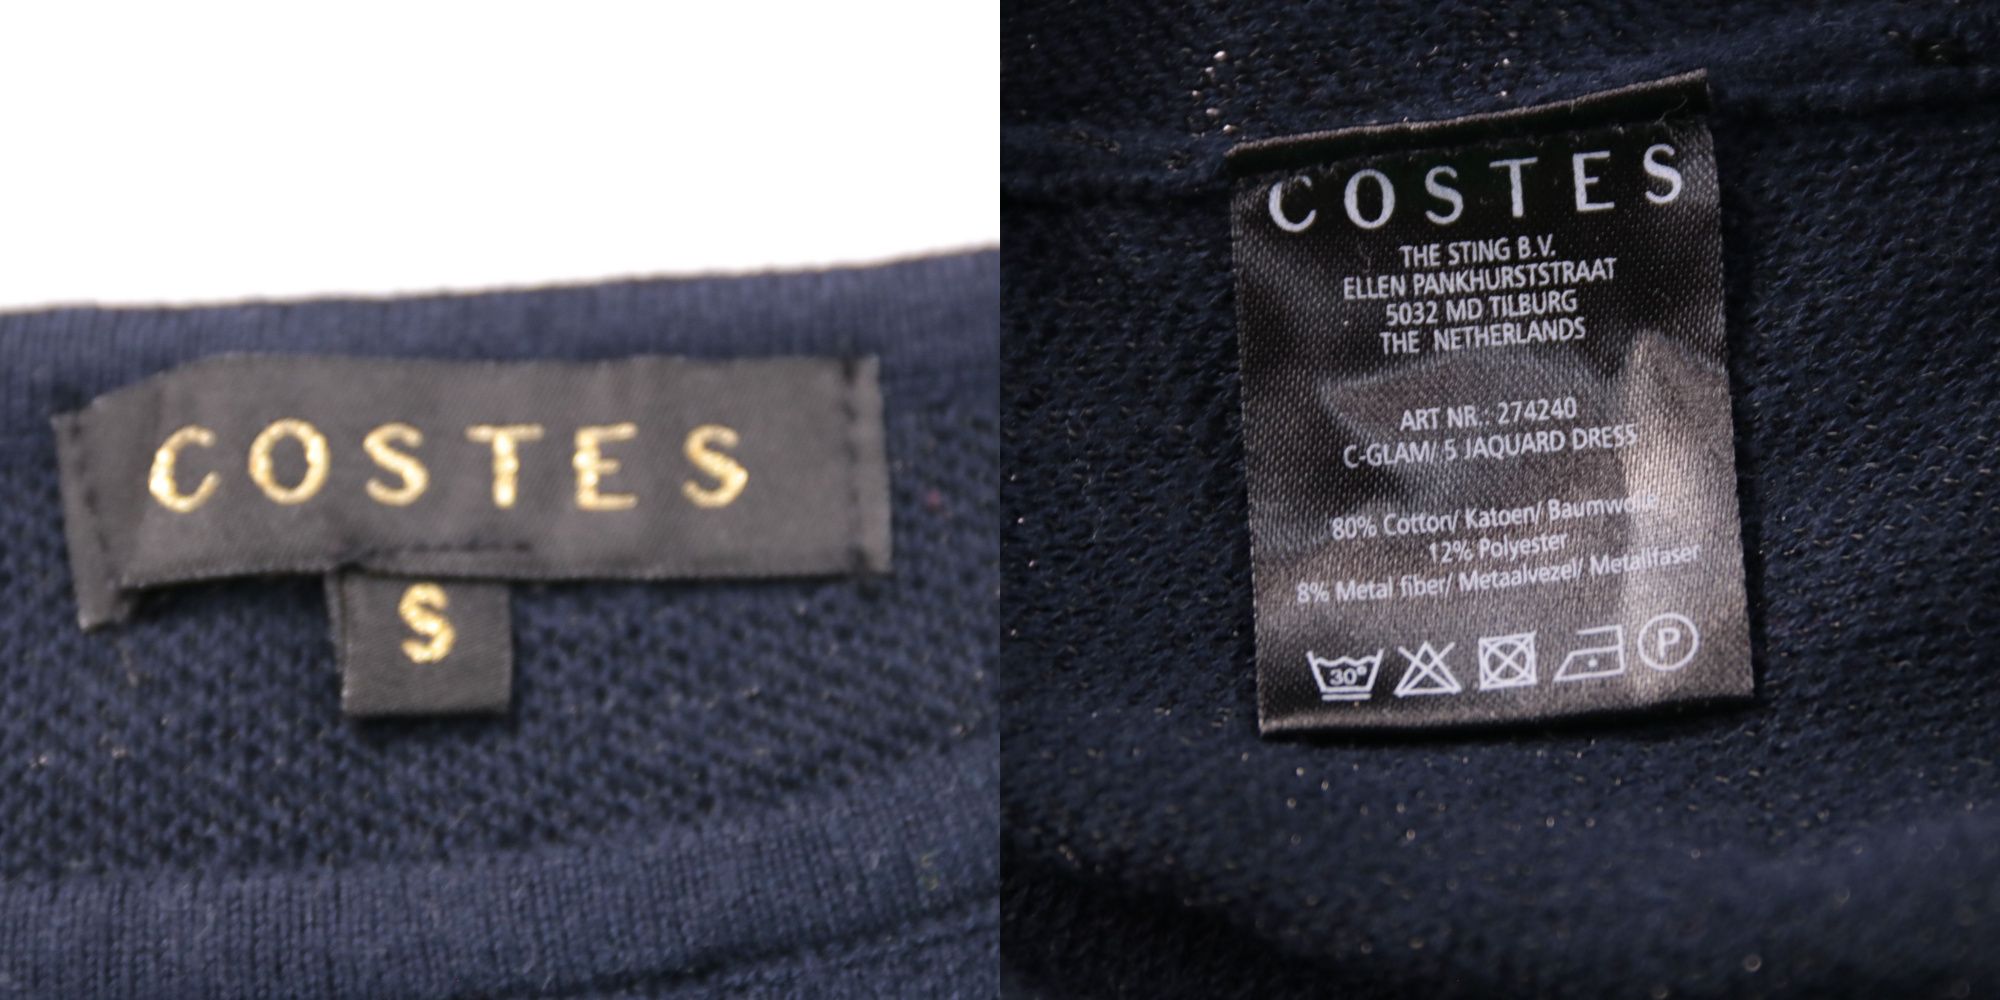 COSTES
S
COSTES
THE STING B.V.
ELLEN PANKHURSTSTRAAT
5032 MD TILBURG
THE NETHERLANDS
ART NR.: 274240
C-GLAM/ 5 JAQUARD DRESS
80% Cotton/ Katoen/ Baumwolle
12% Polyester
8% Metal fiber/ Metaalvezel/ Metallfaser
30°
P